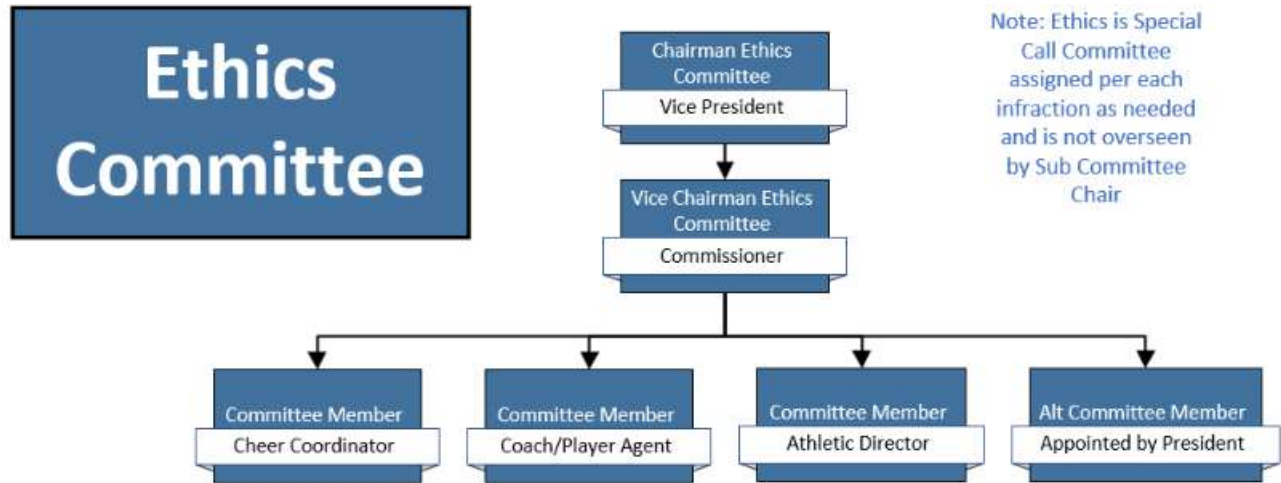 Ethics
Committee
Chairman Ethics
Committee
Vice President
Note: Ethics is Special
Call Committee
assigned per each
infraction as needed
and is not overseen
by Sub Committee
Chair
Vice Chairman Ethics
Committee
Commissioner
Committee Member
Cheer Coordinator
Committee Member
Coach/Player Agent
Committee Member
Athletic Director
Alt Committee Member
Appointed by President